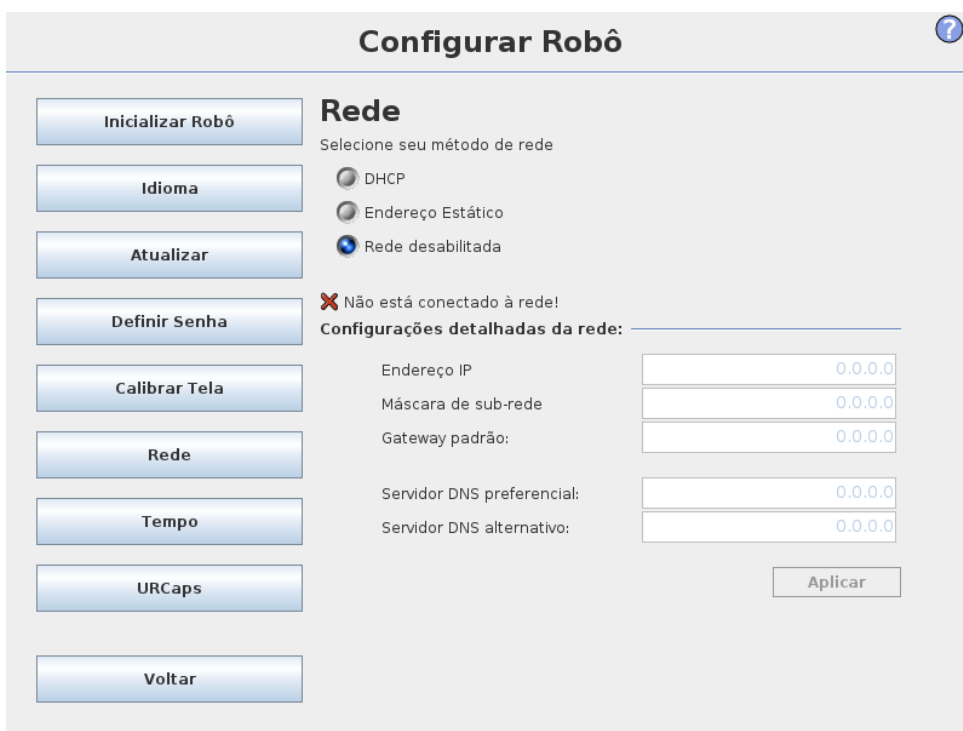 Configurar Robô
?
Inicializar Robô
Idioma
Atualizar
Definir Senha
Calibrar Tela
Rede
Tempo
URCaps
Voltar
Rede
Selecione seu método de rede
DHCP
Endereço Estático
Rede desabilitada
Não está conectado à rede!
Configurações detalhadas da rede:
Endereço IP 0.0.0.0
Máscara de sub-rede 0.0.0.0
Gateway padrão: 0.0.0.0
Servidor DNS preferencial: 0.0.0.0
Servidor DNS alternativo: 0.0.0.0
Aplicar